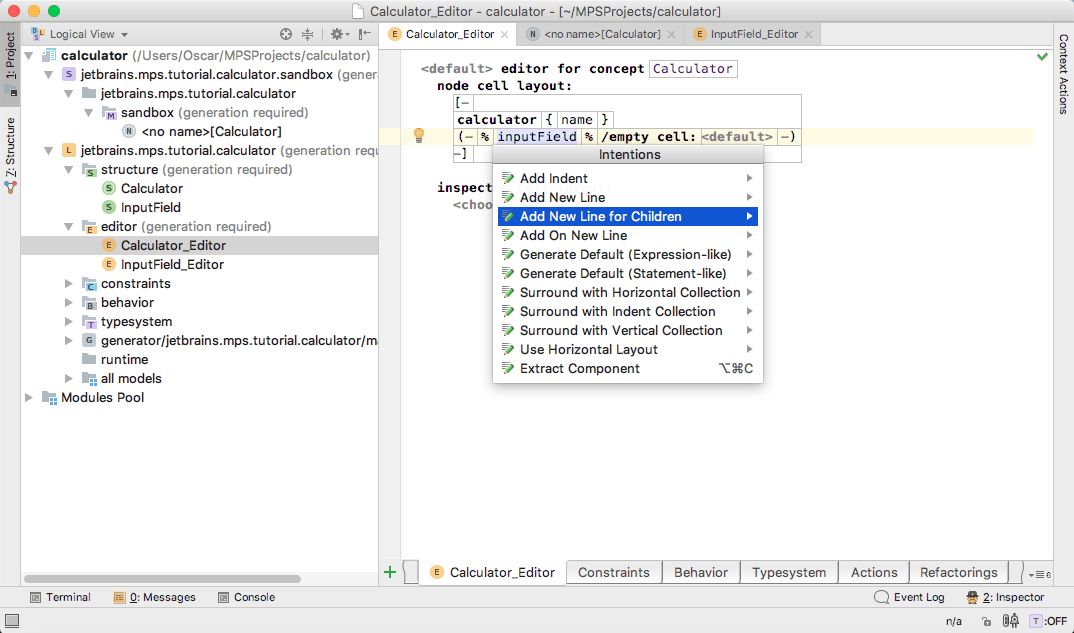 Calculator_Editor - calculator - [~/MPSProjects/calculator]
1: Project
Z: Structure
Logical View
calculator (/Users/Oscar/MPSProjects/calculator)
S jetbrains.mps.tutorial.calculator.sandbox (gener
jetbrains.mps.tutorial.calculator
M sandbox (generation required)
N <no name>[Calculator]
L jetbrains.mps.tutorial.calculator (generation requ
S structure (generation required)
S Calculator
S InputField
E editor (generation required)
E Calculator_Editor
E InputField_Editor
C constraints
B behavior
T typesystem
G generator/jetbrains.mps.tutorial.calculator/ma
runtime
all models
Modules Pool
E Calculator_Editor
N <no name>[Calculator]
E InputField_Editor
<default> editor for concept Calculator
node cell layout:
[-
calculator { name }
(- % inputField % /empty cell: <default> -)
-]
inspect
<choo
Intentions
Add Indent
Add New Line
Add New Line for Children
Add On New Line
Generate Default (Expression-like)
Generate Default (Statement-like)
Surround with Horizontal Collection
Surround with Indent Collection
Surround with Vertical Collection
Use Horizontal Layout
Extract Component ⌥⌘C
Context Actions
+ E Calculator_Editor Constraints Behavior Typesystem Actions Refactorings 6
Terminal 0: Messages Console Event Log 2: Inspector
n/a T :OFF